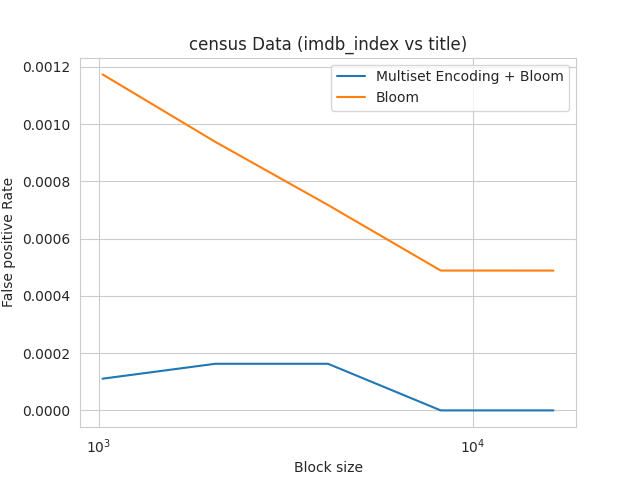 census Data (imdb_index vs title)
Multiset Encoding + Bloom
Bloom
False positive Rate
0.0012
0.0010
0.0008
0.0006
0.0004
0.0002
0.0000
10³
10⁴
Block size